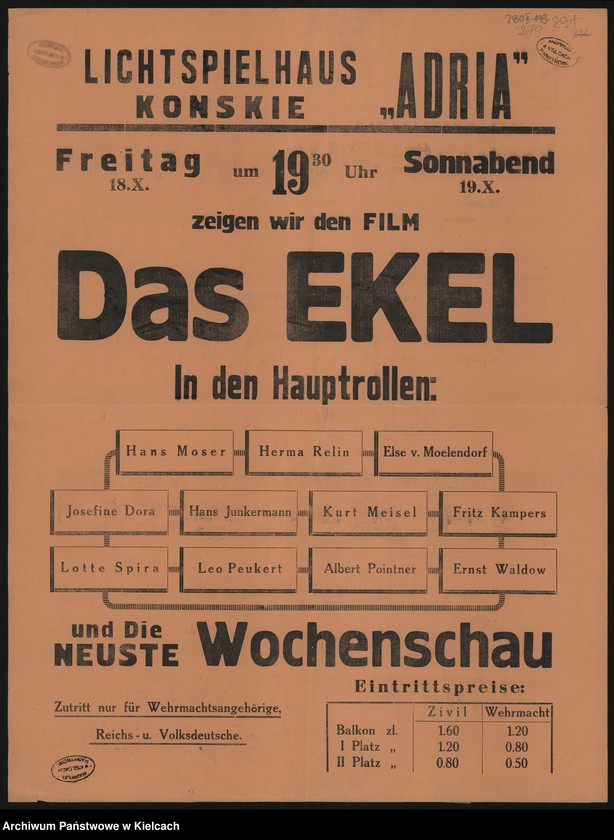 LICHTSPIELHAUS „ADRIA”
KONSKIE
Freitag um 19³⁰ Uhr Sonnabend
18.X. 19.X.
zeigen wir den FILM
Das EKEL
In den Hauptrollen:
Hans Moser Herma Relin Else v. Moelendorf
Josefine Dora Hans Junkermann Kurt Meisel Fritz Kampers
Lotte Spira Leo Peukert Albert Pointner Ernst Waldow
und Die
NEUSTE Wochenschau
Zutritt nur für Wehrmachtsangehörige,
Reichs- u. Volksdeutsche.
Eintrittspreise:
Zivil Wehrmacht
Balkon zl. 1.60 1.20
I Platz „ 1.20 0.80
II Platz „ 0.80 0.50
Archiwum Państwowe w Kielcach